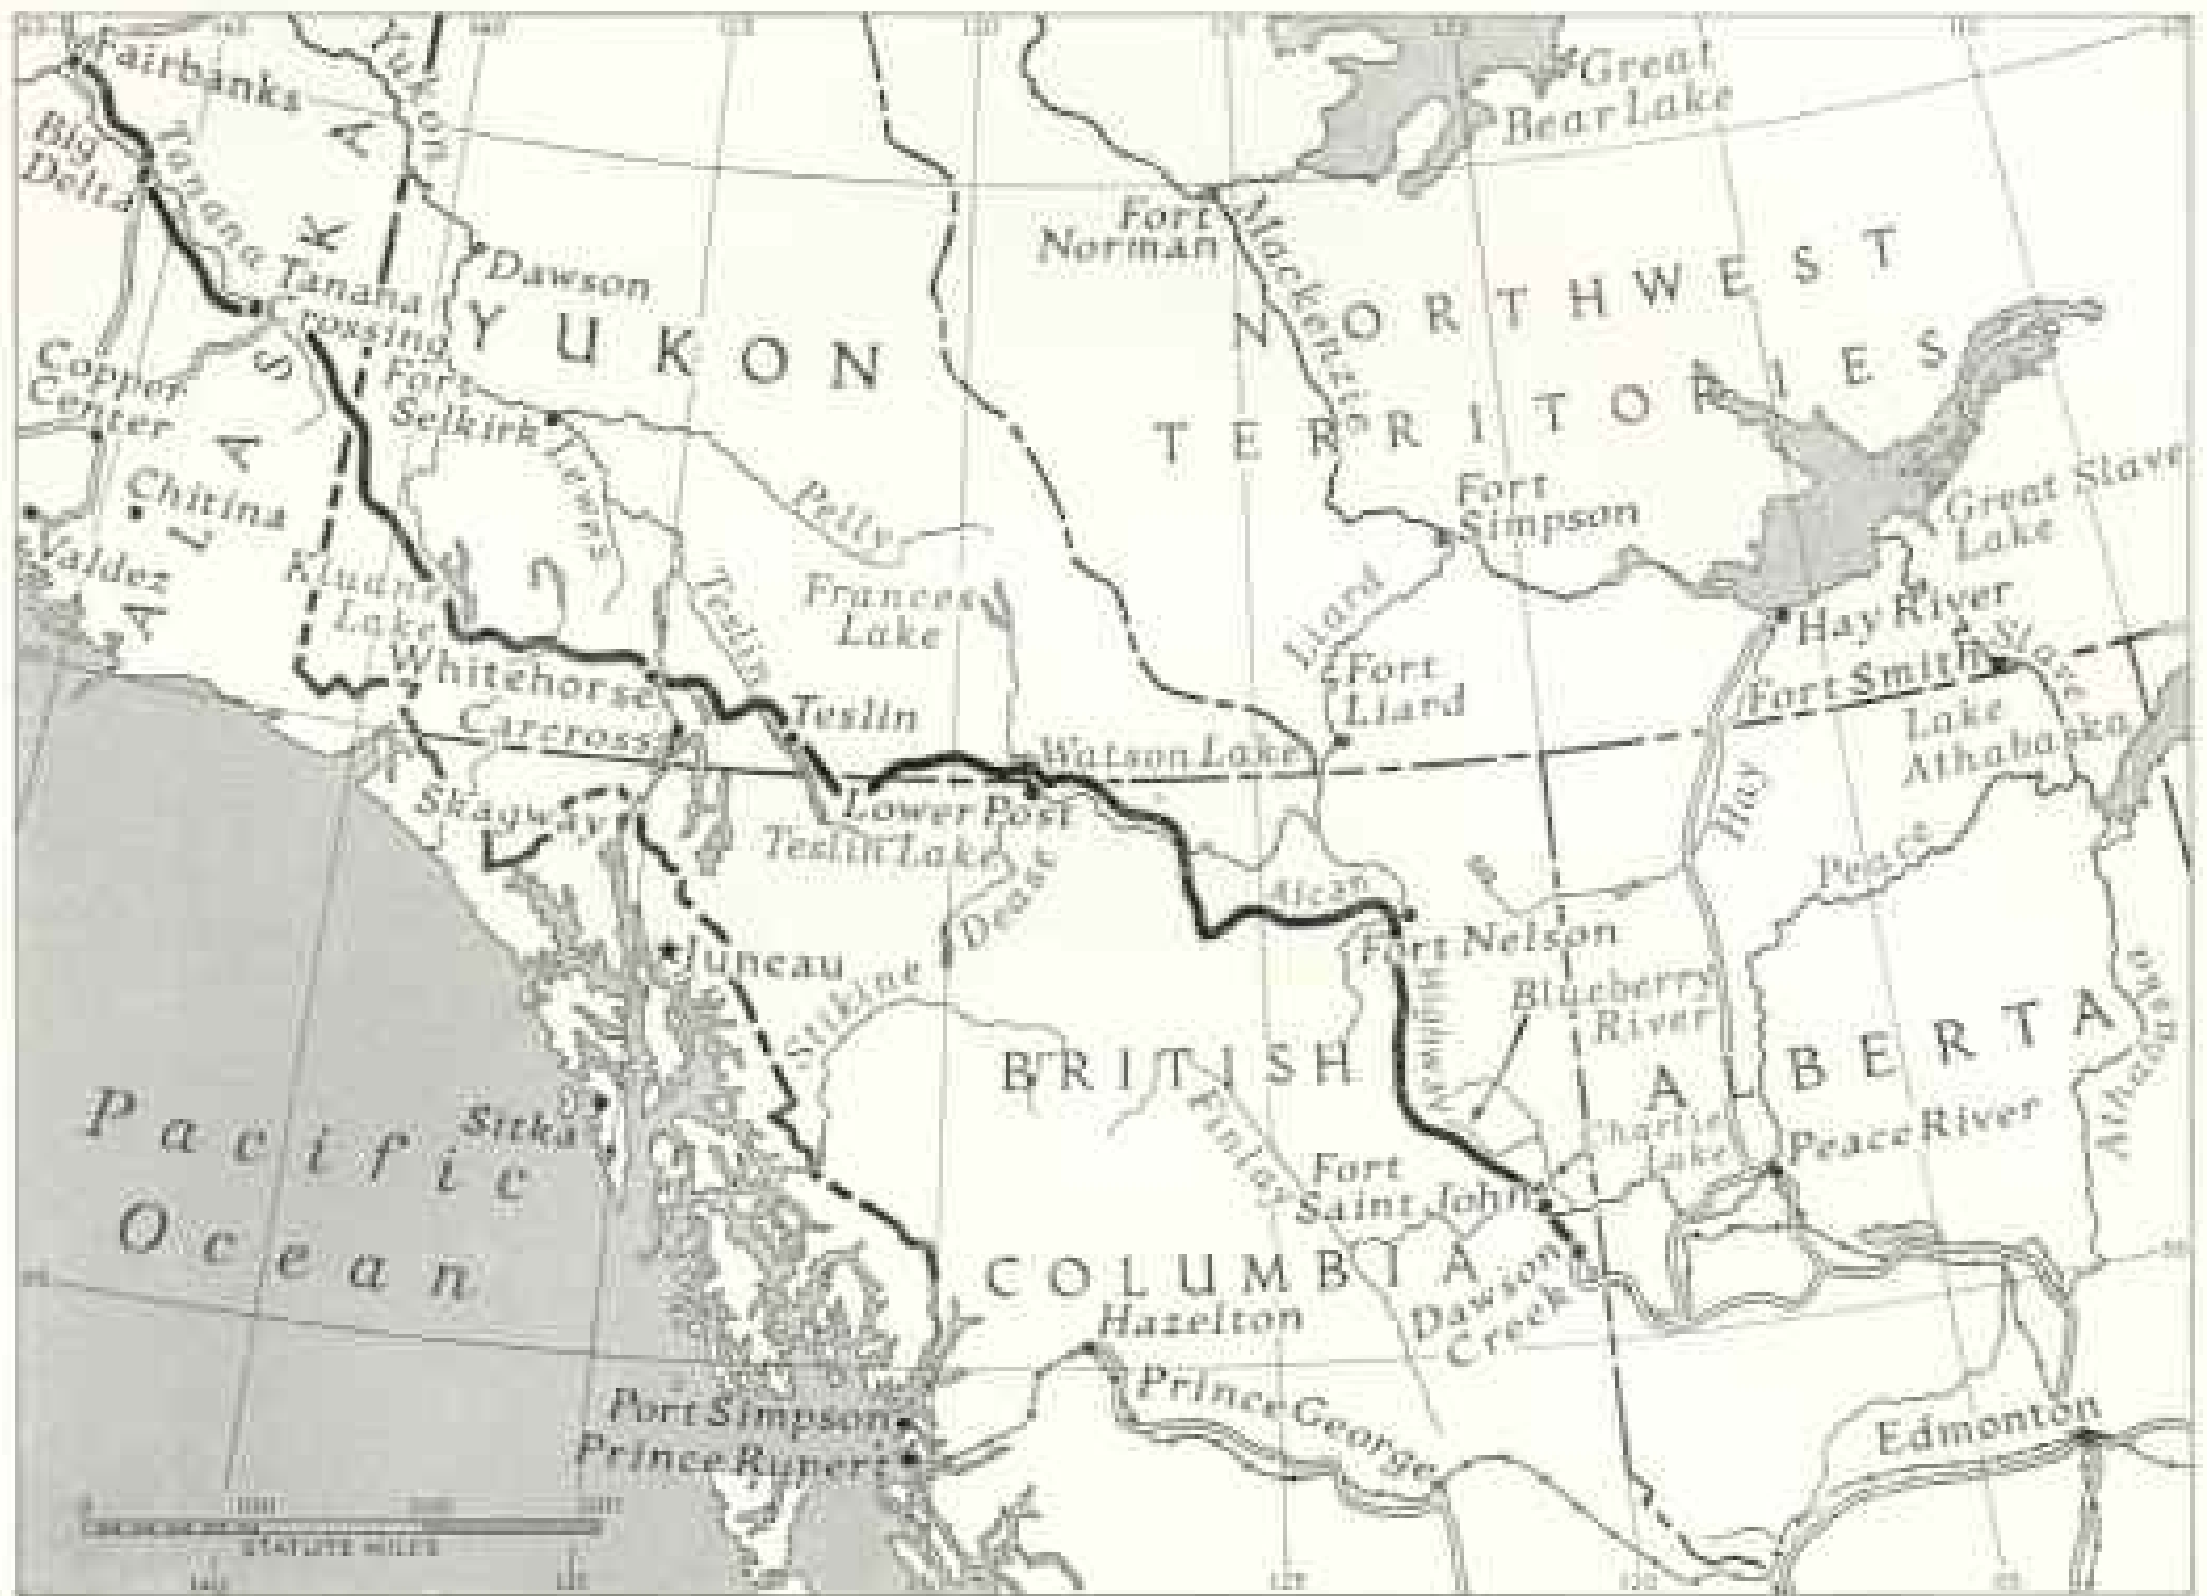 Fairbanks
Yukon
Great
Bear Lake
Big
Delta
Tanana
Fort
Norman
Mackenzie
Dawson
Tanana
rossing
YUKON
NORTHWEST
TERRITORIES
Copper
Center
Fort
Selkirk
Lewes
Pelly
Chitina
aldez
ALASKA
Fort
Simpson
Great Slave
Lake
Kluane
Lake
Teslin
Frances
Lake
Liard
Fort
Liard
Hay River
Fort Smith
Slave
Lake
Athabaska
Whitehorse
Carcross
Teslin
Watson Lake
Skagway
Lower Post
Teslin Lake
Dease
Hay
Peace
Alcan
Highway
Fort Nelson
Juneau
Stikine
Blueberry
River
BRITISH
COLUMBIA
A BERTA
Athabaska
Pacific
Ocean
Sitka
Finlay
Charlie
Lake
Peace River
Fort
Saint John
Dawson
Creek
Hazelton
Prince George
Port Simpson
Prince Rupert
Edmonton
STATUTE MILES